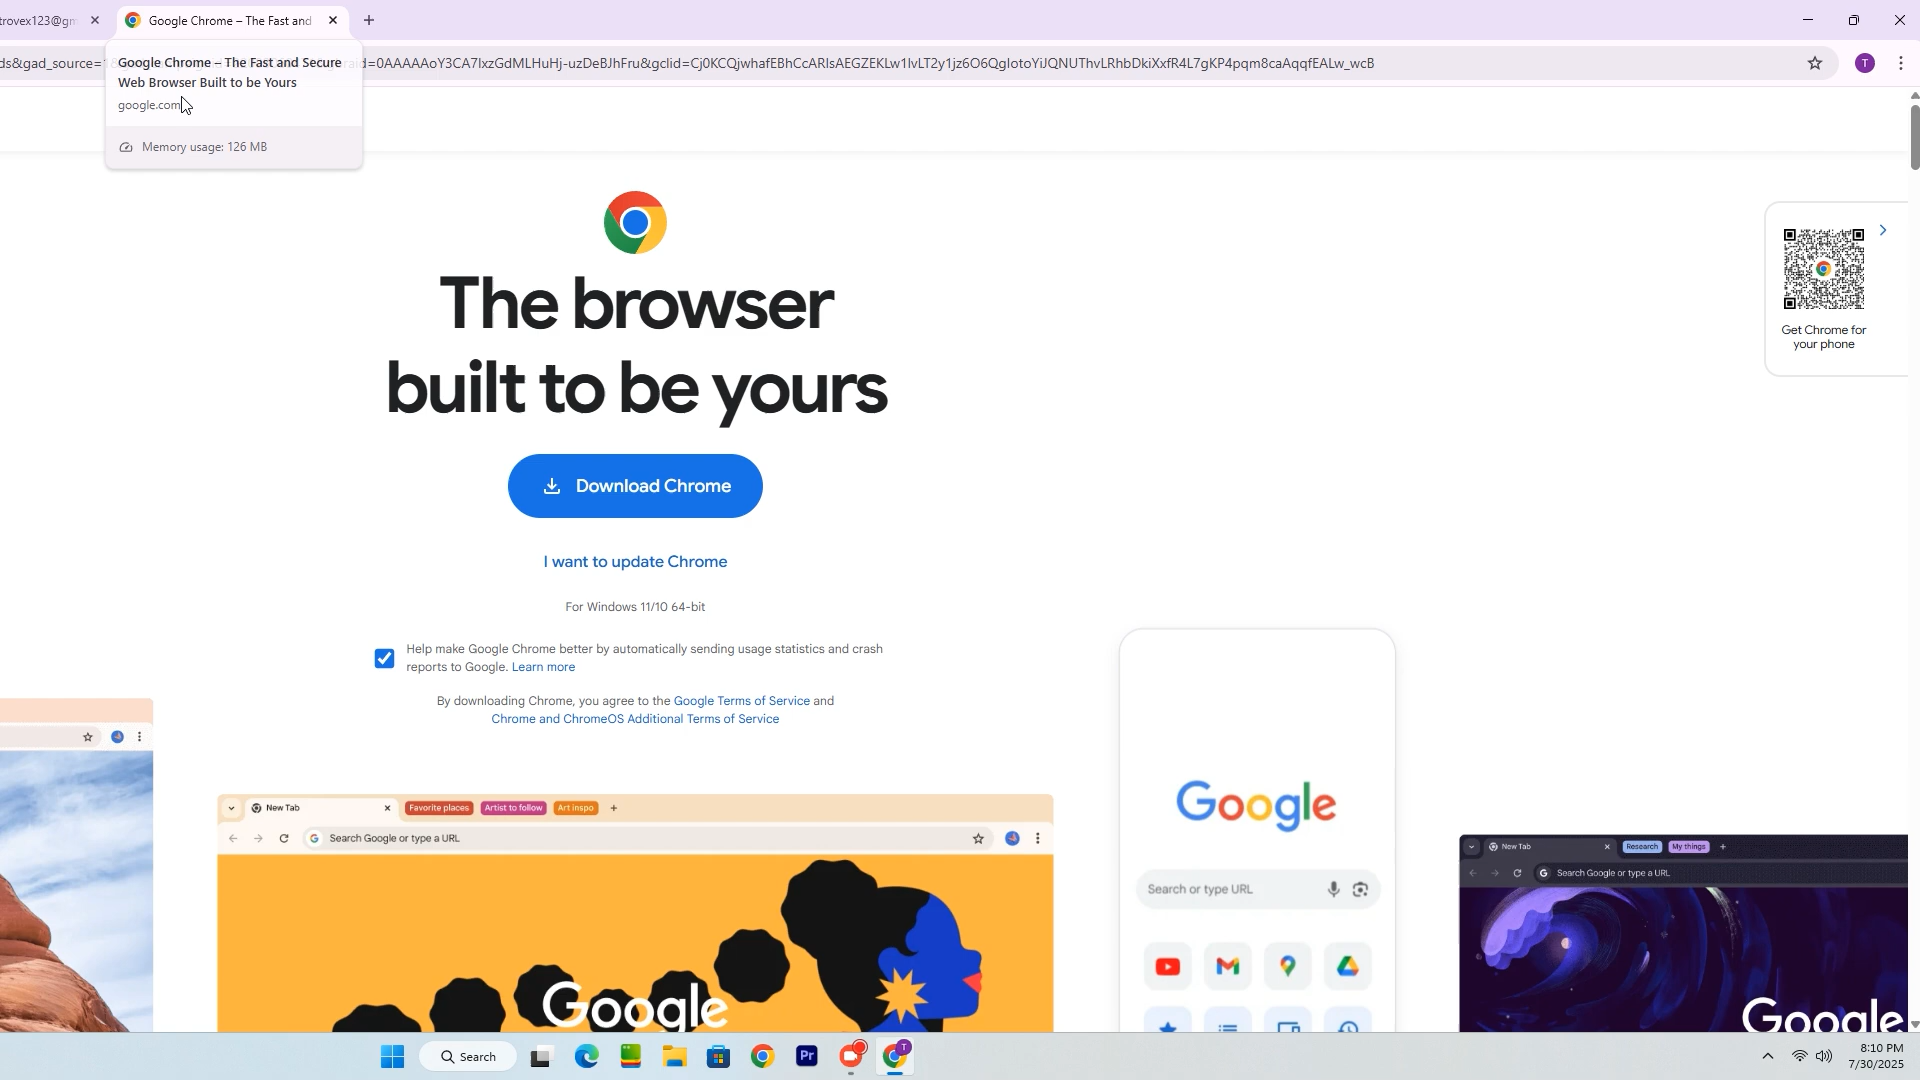 trovex123@gm
Google Chrome – The Fast and
Google Chrome – The Fast and Secure
Web Browser Built to be Yours
google.com
Memory usage: 126 MB
T
The browser
built to be yours
Download Chrome
I want to update Chrome
For Windows 11/10 64-bit
Help make Google Chrome better by automatically sending usage statistics and crash
reports to Google. Learn more
By downloading Chrome, you agree to the Google Terms of Service and
Chrome and ChromeOS Additional Terms of Service
Get Chrome for
your phone
New Tab
Favorite places
Artist to follow
Art inspo
G Search Google or type a URL
Google
Google
Search or type URL
New Tab
Research
My things
G Search Google or type a URL
Google
Search
Pr
T
8:10 PM
7/30/2025